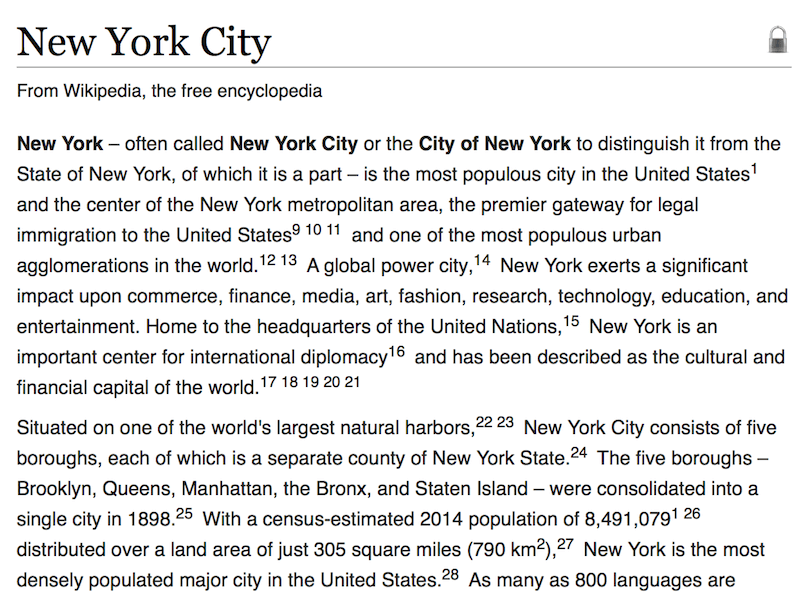 New York City
From Wikipedia, the free encyclopedia
New York – often called New York City or the City of New York to distinguish it from the
State of New York, of which it is a part – is the most populous city in the United States1
and the center of the New York metropolitan area, the premier gateway for legal
immigration to the United States9 10 11 and one of the most populous urban
agglomerations in the world.12 13 A global power city,14 New York exerts a significant
impact upon commerce, finance, media, art, fashion, research, technology, education, and
entertainment. Home to the headquarters of the United Nations,15 New York is an
important center for international diplomacy16 and has been described as the cultural and
financial capital of the world.17 18 19 20 21
Situated on one of the world's largest natural harbors,22 23 New York City consists of five
boroughs, each of which is a separate county of New York State.24 The five boroughs –
Brooklyn, Queens, Manhattan, the Bronx, and Staten Island – were consolidated into a
single city in 1898.25 With a census-estimated 2014 population of 8,491,0791 26
distributed over a land area of just 305 square miles (790 km2),27 New York is the most
densely populated major city in the United States.28 As many as 800 languages are